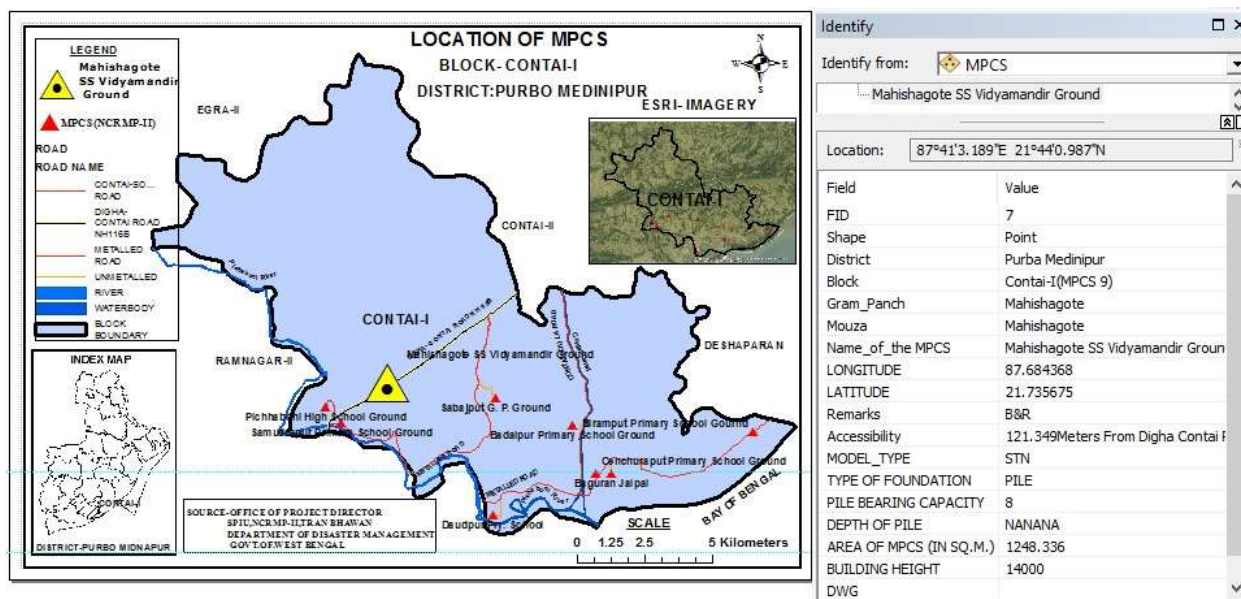 LOCATION OF MPCS
BLOCK- CONTAI-I
DISTRICT:PURBO MEDINIPUR
N
W
E
S
LEGEND
Mahishagote
SS Vidyamandir
Ground
MPCS(NCRMP-II)
ROAD
ROAD NAME
CONTAI-SO...
ROAD
DIGHA-
CONTAI ROAD
NH116B
METALLED
ROAD
UNMETALLED
RIVER
WATERBODY
BLOCK
BOUNDARY
EGRA-II
ESRI-IMAGERY
CONTAI-I
CONTAI-II
CONTAI-I
RAMNAGAR-II
DESHAPARAN
Mahishagote SS Vidyamandir Ground
Pichhabani High School Ground
Sabajput G. P. Ground
Biramput Primary School Gound
Badalpur Primary School Ground
Conchuraput Primary School Ground
METALLED ROAD
Baguran Jalpai
BAY OF BENGAL
INDEX MAP
CONTAI-I
DISTRICT-PURBO MIDNAPUR
SOURCE-OFFICE OF PROJECT DIRECTOR
SPIU,NCRMP-II,TRAN BHAWAN
DEPARTMENT OF DISASTER MANAGEMENT
GOVT.OF.WEST BENGAL
SCALE
0 1.25 2.5 5 Kilometers
Identify
Identify from: MPCS
Mahishagote SS Vidyamandir Ground
Location: 87°41'3.189"E 21°44'0.987"N
Field Value
FID 7
Shape Point
District Purba Medinipur
Block Contai-I(MPCS 9)
Gram_Panch Mahishagote
Mouza Mahishagote
Name_of_the MPCS Mahishagote SS Vidyamandir Groun
LONGITUDE 87.684368
LATITUDE 21.735675
Remarks B&R
Accessibility 121.349Meters From Digha Contai
MODEL_TYPE STN
TYPE OF FOUNDATION PILE
PILE BEARING CAPACITY 8
DEPTH OF PILE NANANA
AREA OF MPCS (IN SQ.M.) 1248.336
BUILDING HEIGHT 14000
DWG